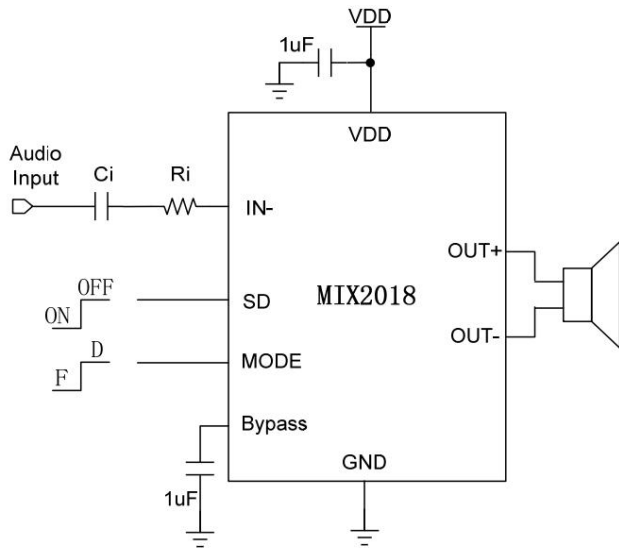 VDD
1uF
VDD
Audio
Input
Ci
Ri
IN-
OUT+
MIX2018
OFF
ON
SD
OUT-
D
F
MODE
Bypass
GND
1uF